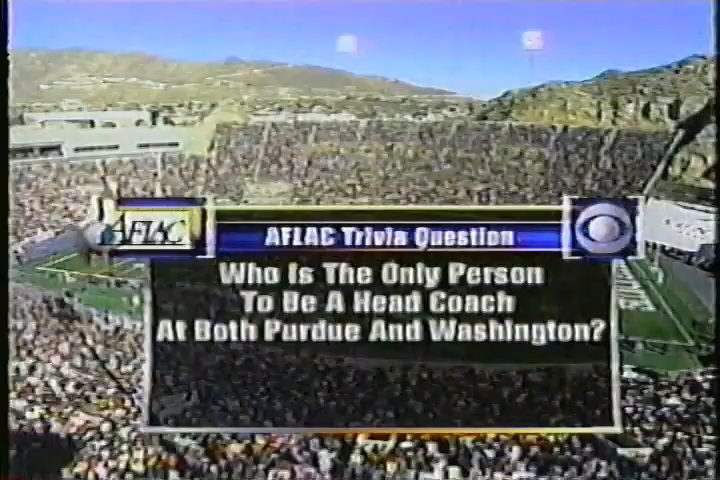 AFLAC
AFLAC Trivia Question
Who Is The Only Person
To Be A Head Coach
At Both Purdue And Washington?